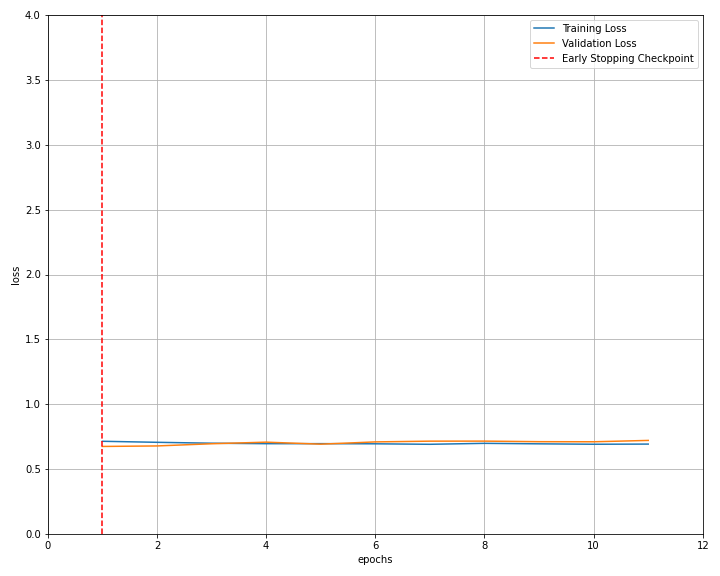 4.0
3.5
3.0
2.5
2.0
1.5
1.0
0.5
0.0
loss
0 2 4 6 8 10 12
epochs
Training Loss
Validation Loss
Early Stopping Checkpoint